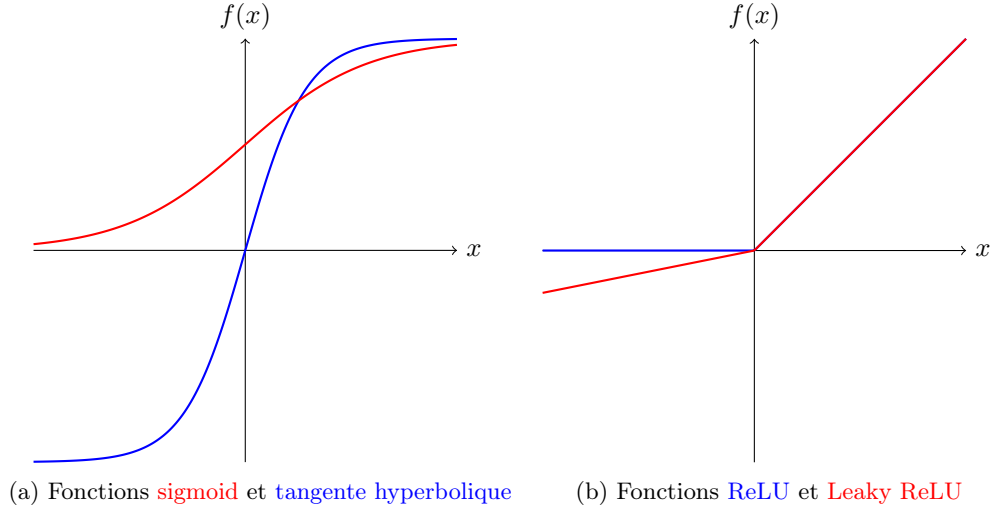 f(x)
x
(a) Fonctions sigmoid et tangente hyperbolique
f(x)
x
(b) Fonctions ReLU et Leaky ReLU